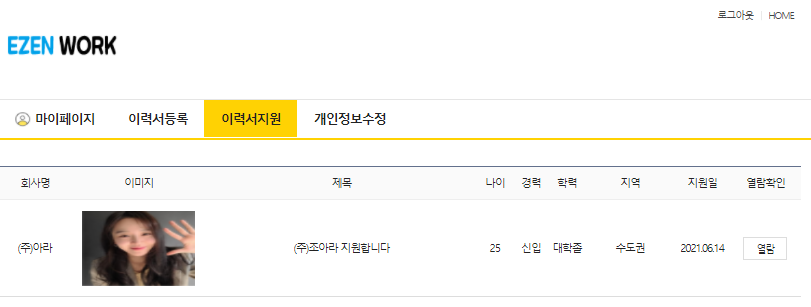 로그아웃 | HOME
EZEN WORK
마이페이지 이력서등록 이력서지원 개인정보수정
회사명 이미지 제목 나이 경력 학력 지역 지원일 열람확인
(주)아라 (주)조아라 지원합니다 25 신입 대학졸 수도권 2021.06.14 열람